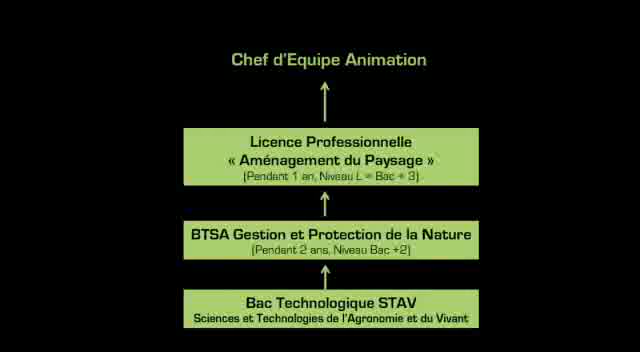 Chef d'Equipe Animation
Licence Professionnelle
« Aménagement du Paysage »
(Pendant 1 an, Niveau L = Bac + 3)
BTSA Gestion et Protection de la Nature
(Pendant 2 ans, Niveau Bac +2)
Bac Technologique STAV
Sciences et Technologies de l'Agronomie et du Vivant